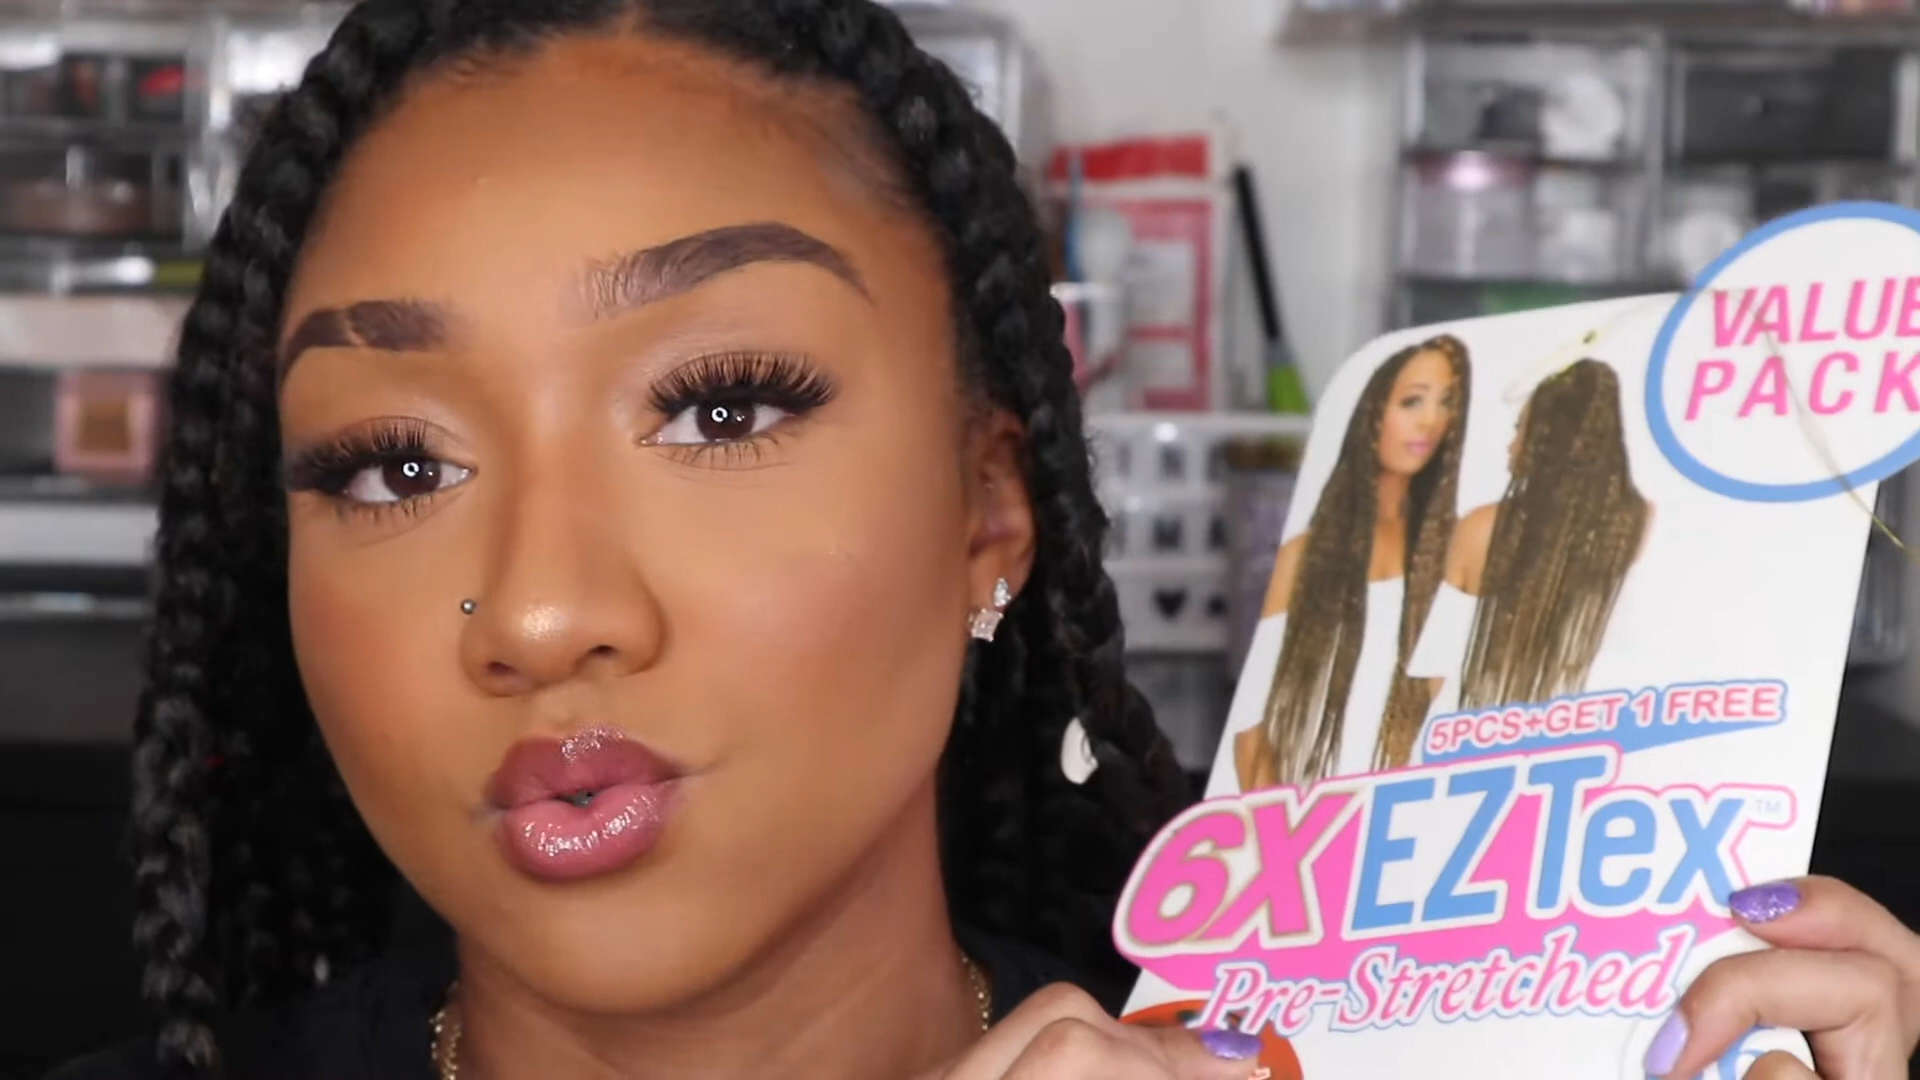 VALUE
PACK
5PCS+GET 1 FREE
6X EZTex™
Pre-Stretched